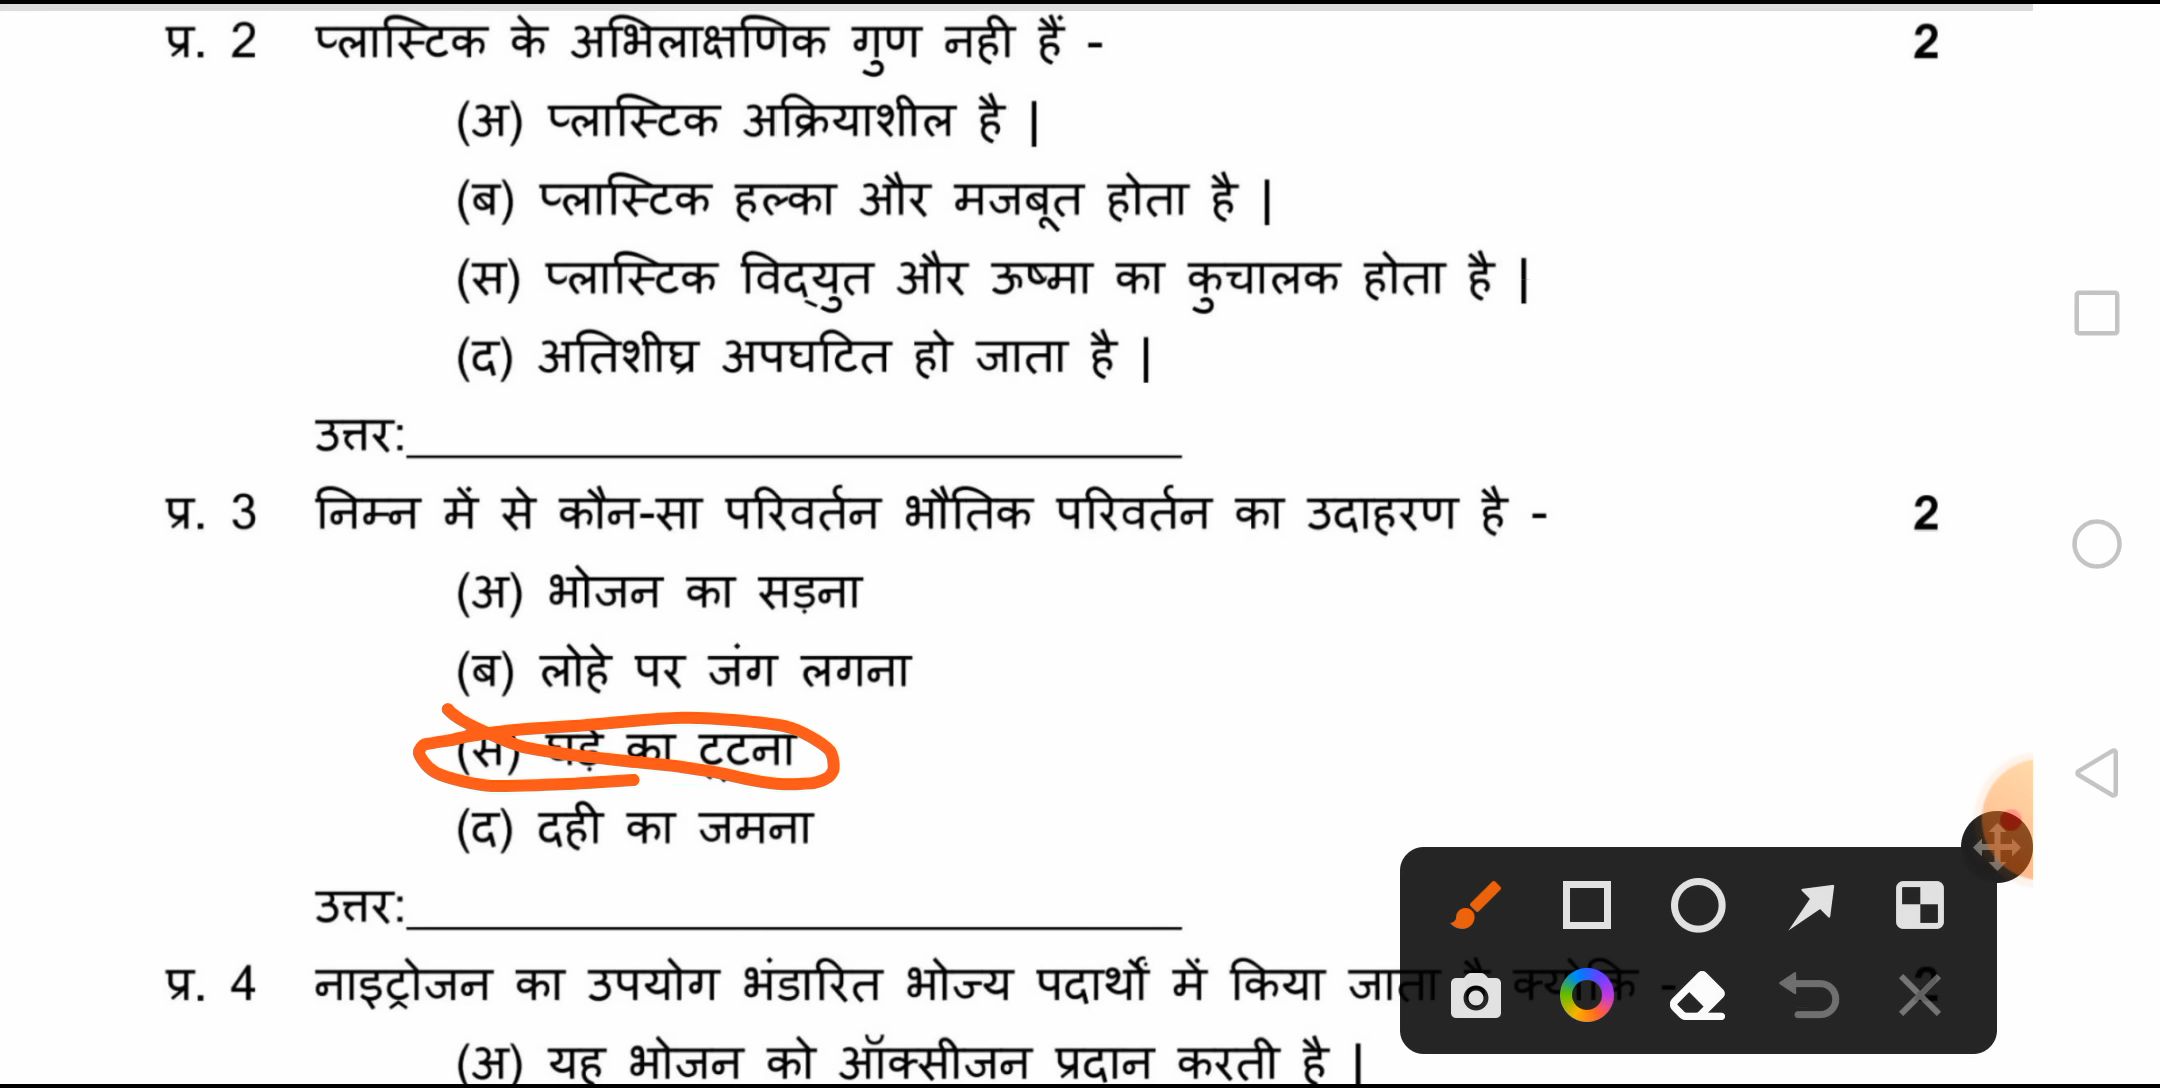 प्र. 2 प्लास्टिक के अभिलाक्षणिक गुण नही हैं - 2
(अ) प्लास्टिक अक्रियाशील है |
(ब) प्लास्टिक हल्का और मजबूत होता है |
(स) प्लास्टिक विद्युत और ऊष्मा का कुचालक होता है |
(द) अतिशीघ्र अपघटित हो जाता है |
उत्तर:
प्र. 3 निम्न में से कौन-सा परिवर्तन भौतिक परिवर्तन का उदाहरण है - 2
(अ) भोजन का सड़ना
(ब) लोहे पर जंग लगना
(स) घड़े का टूटना
(द) दही का जमना
उत्तर:
प्र. 4 नाइट्रोजन का उपयोग भंडारित भोज्य पदार्थों में किया जाता है क्योकि - 2
(अ) यह भोजन को ऑक्सीजन प्रदान करती है |